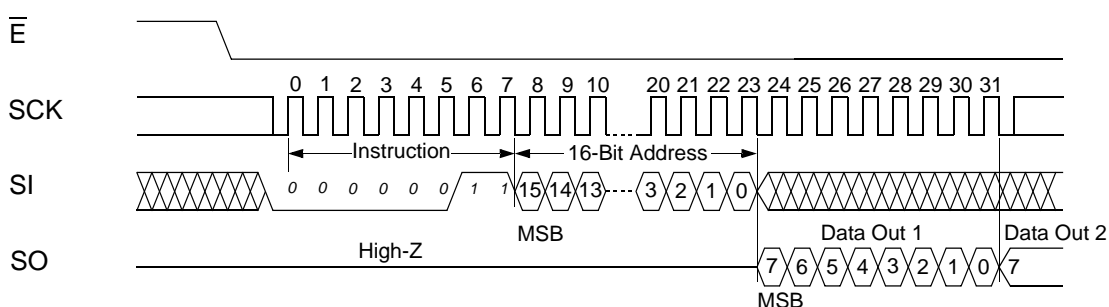 E
0 1 2 3 4 5 6 7 8 9 10 20 21 22 23 24 25 26 27 28 29 30 31
SCK
Instruction 16-Bit Address
SI 0 0 0 0 0 0 1 1 15 14 13 3 2 1 0
MSB Data Out 1 Data Out 2
High-Z
SO 7 6 5 4 3 2 1 0 7
MSB